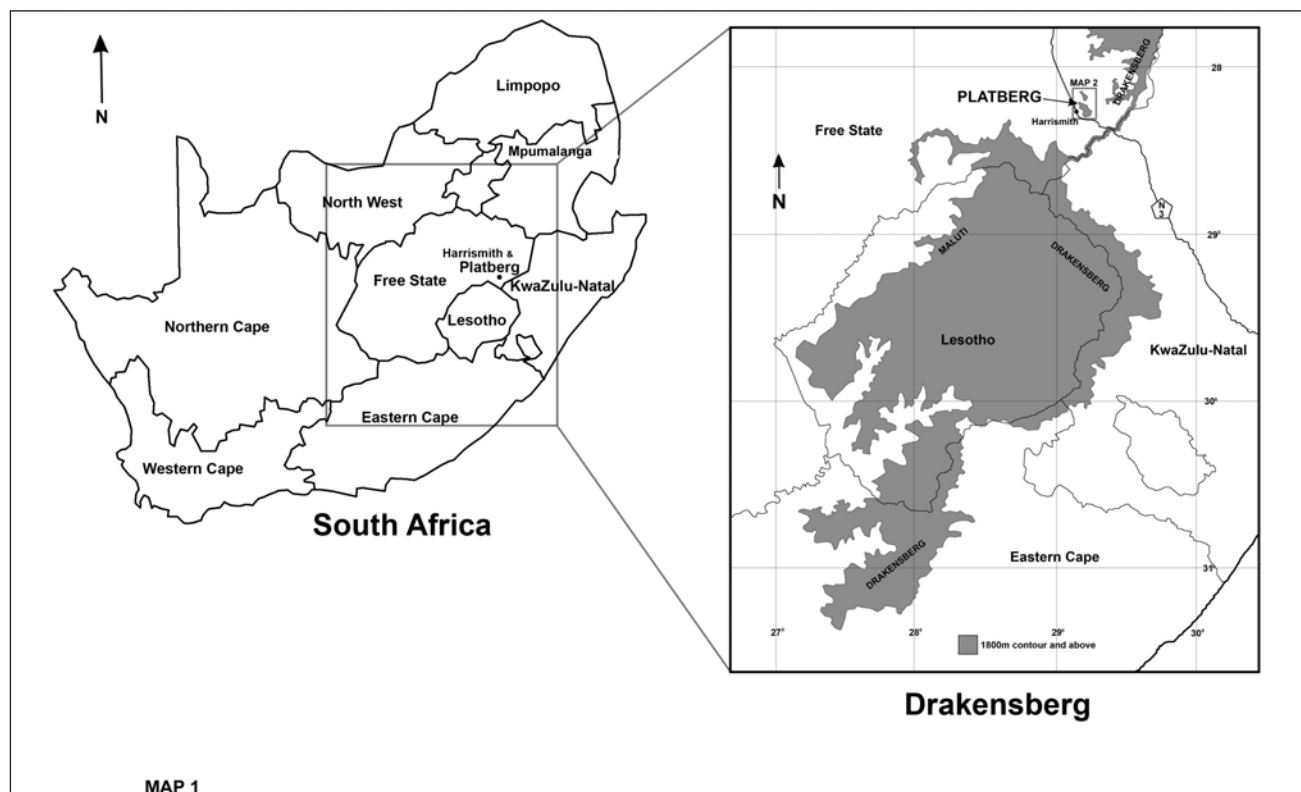 N
Limpopo
Mpumalanga
North West
Harrismith &
Platberg
Free State
KwaZulu-Natal
Lesotho
Northern Cape
Eastern Cape
Western Cape
South Africa
MAP 1
DRAKENSBERG
28
MAP 2
PLATBERG
Harrismith
Free State
N
N
3
29°
MALUTI
DRAKENSBERG
Lesotho
KwaZulu-Natal
30°
Eastern Cape
DRAKENSBERG
31°
27°
28°
29°
30°
1800m contour and above
Drakensberg